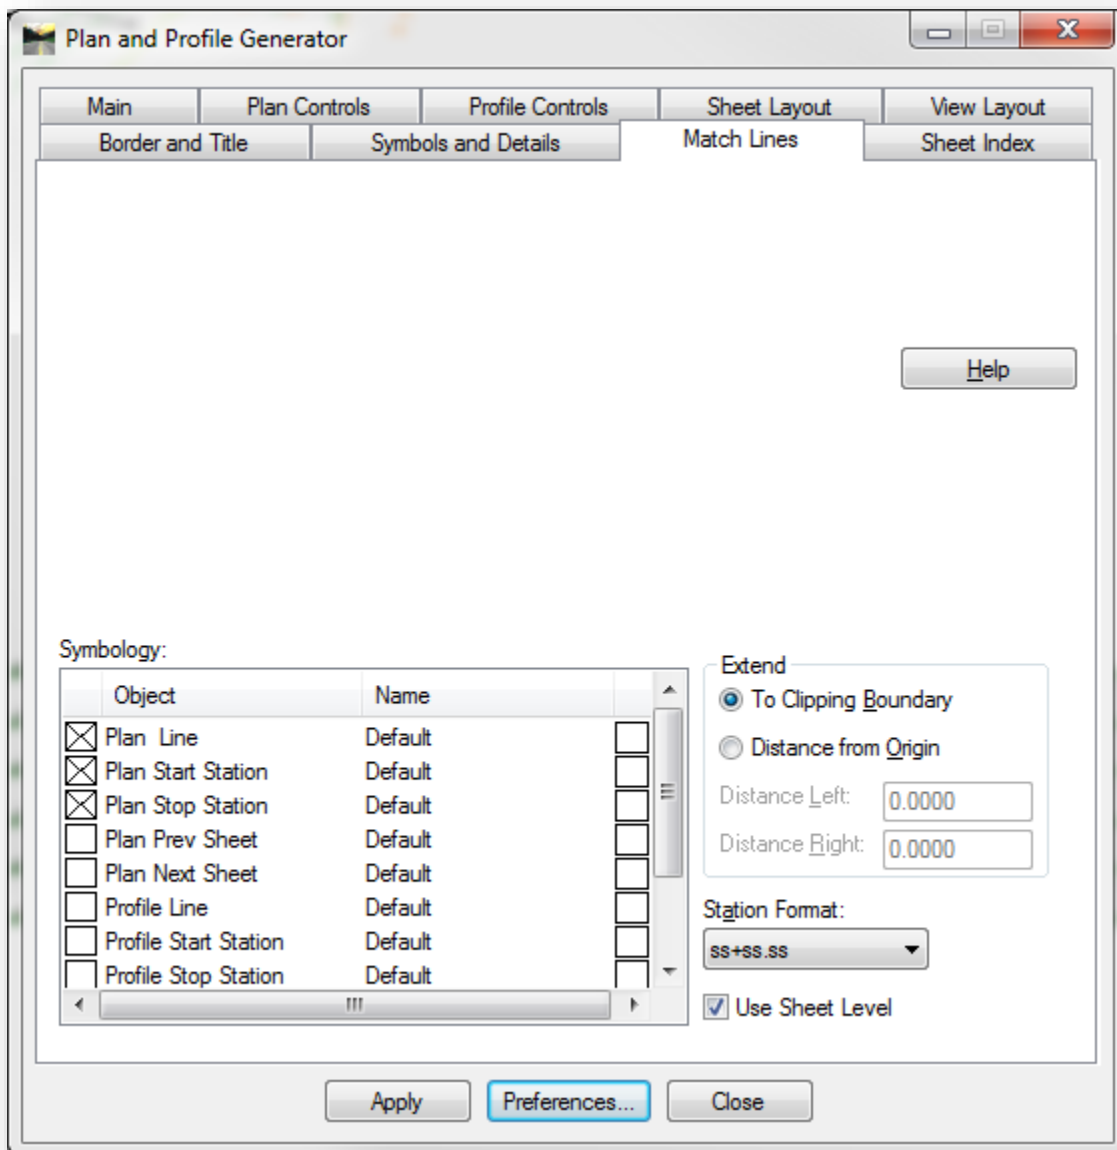 Plan and Profile Generator
Main Plan Controls Profile Controls Sheet Layout View Layout
Border and Title Symbols and Details Match Lines Sheet Index
Help
Symbology:
Object Name
Plan  Line Default
Plan Start Station Default
Plan Stop Station Default
Plan Prev Sheet Default
Plan Next Sheet Default
Profile Line Default
Profile Start Station Default
Profile Stop Station Default
Extend
To Clipping Boundary
Distance from Origin
Distance Left: 0.0000
Distance Right: 0.0000
Station Format:
ss+ss.ss
Use Sheet Level
Apply Preferences... Close